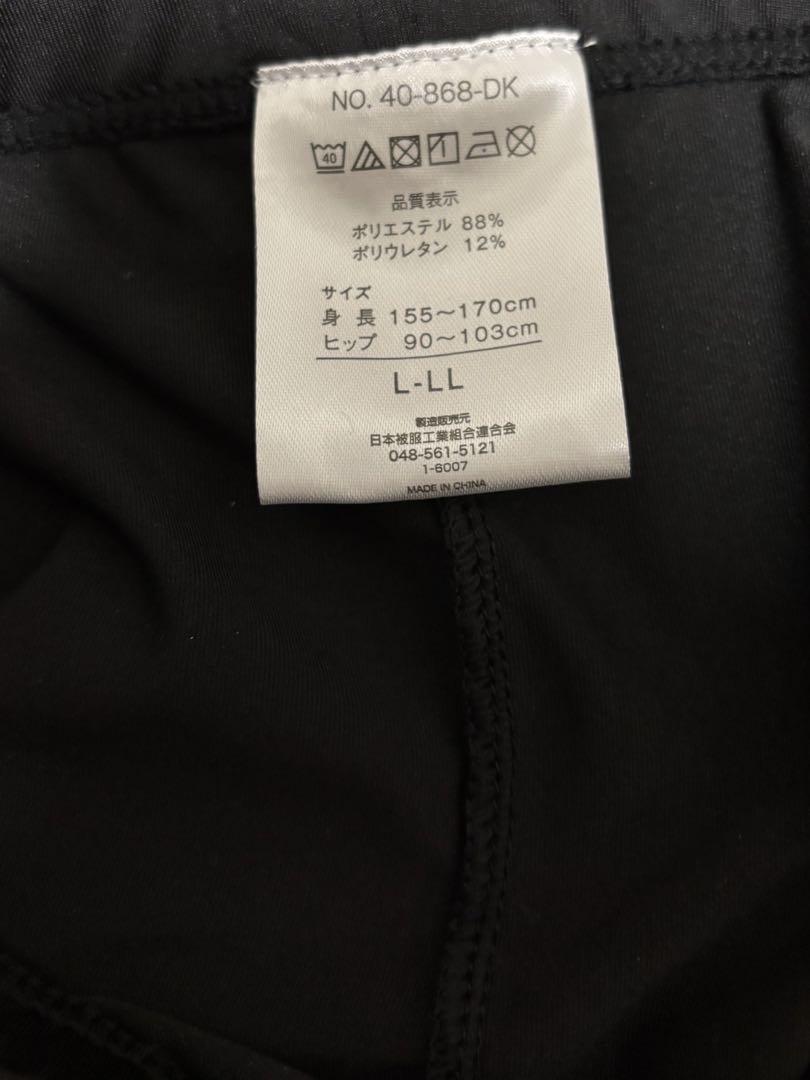 NO. 40-868-DK
40
品質表示
ポリエステル 88%
ポリウレタン 12%
サイズ
身 長 155～170cm
ヒップ 90～103cm
L-LL
製造販売元
日本被服工業組合連合会
048-561-5121
1-6007
MADE IN CHINA